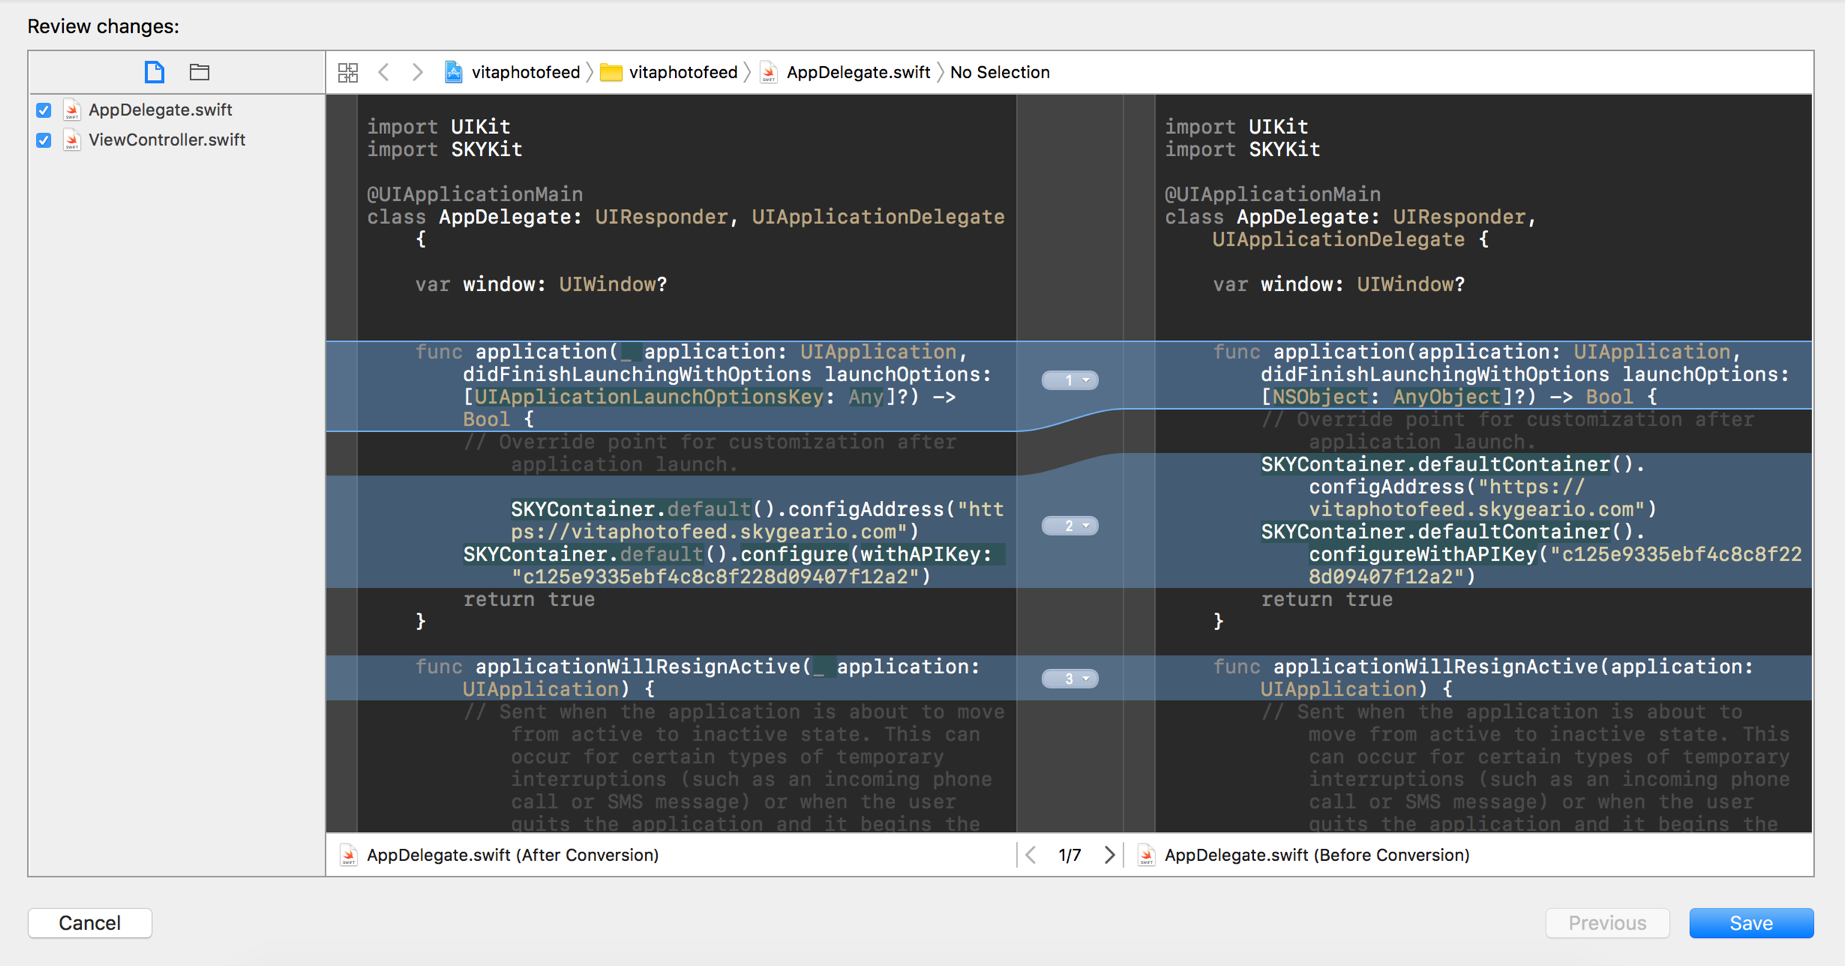 Review changes:
vitaphotofeed 〉 vitaphotofeed 〉 AppDelegate.swift 〉 No Selection
AppDelegate.swift
ViewController.swift
import UIKit
import SKYKit
@UIApplicationMain
class AppDelegate: UIResponder, UIApplicationDelegate
{
var window: UIWindow?
func application(_ application: UIApplication,
didFinishLaunchingWithOptions launchOptions:
[UIApplicationLaunchOptionsKey: Any]?) ->
Bool {
// Override point for customization after
application launch.
SKYContainer.default().configAddress("htt
ps://vitaphotofeed.skygeario.com")
SKYContainer.default().configure(withAPIKey:
"c125e9335ebf4c8c8f228d09407f12a2")
return true
}
func applicationWillResignActive(_ application:
UIApplication) {
// Sent when the application is about to move
from active to inactive state. This can
occur for certain types of temporary
interruptions (such as an incoming phone
call or SMS message) or when the user
quits the application and it begins the
1
2
3
import UIKit
import SKYKit
@UIApplicationMain
class AppDelegate: UIResponder,
UIApplicationDelegate {
var window: UIWindow?
func application(application: UIApplication,
didFinishLaunchingWithOptions launchOptions:
[NSObject: AnyObject]?) -> Bool {
// Override point for customization after
application launch.
SKYContainer.defaultContainer().
configAddress("https://
vitaphotofeed.skygeario.com")
SKYContainer.defaultContainer().
configureWithAPIKey("c125e9335ebf4c8c8f22
8d09407f12a2")
return true
}
func applicationWillResignActive(application:
UIApplication) {
// Sent when the application is about to
move from active to inactive state. This
can occur for certain types of temporary
interruptions (such as an incoming phone
call or SMS message) or when the user
quits the application and it begins the
AppDelegate.swift (After Conversion)
1/7
AppDelegate.swift (Before Conversion)
Cancel
Previous
Save